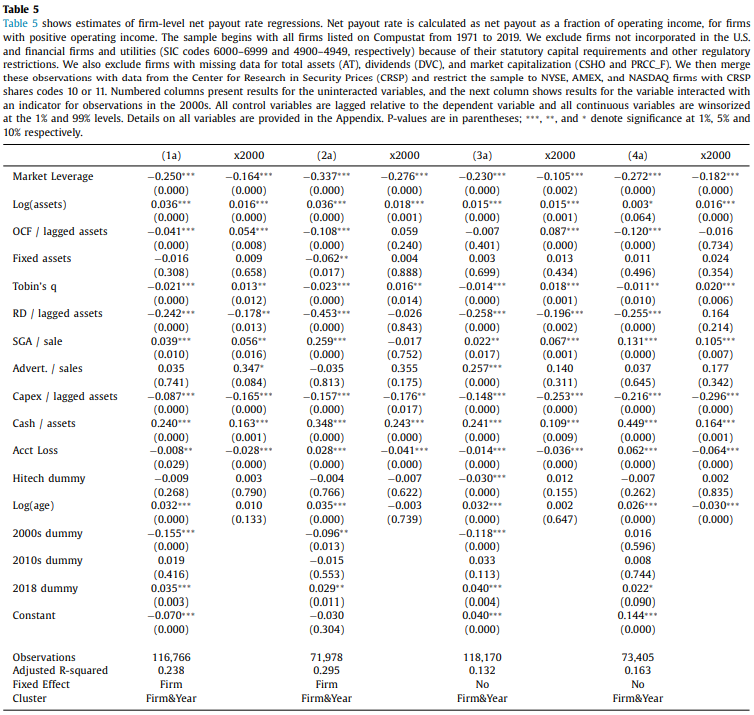 Table 5
Table 5 shows estimates of firm-level net payout rate regressions. Net payout rate is calculated as net payout as a fraction of operating income, for firms
with positive operating income. The sample begins with all firms listed on Compustat from 1971 to 2019. We exclude firms not incorporated in the U.S.
and financial firms and utilities (SIC codes 6000–6999 and 4900–4949, respectively) because of their statutory capital requirements and other regulatory
restrictions. We also exclude firms with missing data for total assets (AT), dividends (DVC), and market capitalization (CSHO and PRCC_F). We then merge
these observations with data from the Center for Research in Security Prices (CRSP) and restrict the sample to NYSE, AMEX, and NASDAQ firms with CRSP
shares codes 10 or 11. Numbered columns present results for the uninteracted variables, and the next column shows results for the variable interacted with
an indicator for observations in the 2000s. All control variables are lagged relative to the dependent variable and all continuous variables are winsorized
at the 1% and 99% levels. Details on all variables are provided in the Appendix. P-values are in parentheses; ***, **, and * denote significance at 1%, 5% and
10% respectively.
(1a) x2000 (2a) x2000 (3a) x2000 (4a) x2000
Market Leverage −0.250*** −0.164*** −0.337*** −0.276*** −0.230*** −0.105*** −0.272*** −0.182***
(0.000) (0.000) (0.000) (0.000) (0.000) (0.002) (0.000) (0.000)
Log(assets) 0.036*** 0.016*** 0.036*** 0.018*** 0.015*** 0.015*** 0.003* 0.016***
(0.000) (0.000) (0.000) (0.001) (0.000) (0.001) (0.064) (0.000)
OCF / lagged assets −0.041*** 0.054*** −0.108*** 0.059 −0.007 0.087*** −0.120*** −0.016
(0.000) (0.008) (0.000) (0.240) (0.401) (0.000) (0.000) (0.734)
Fixed assets −0.016 0.009 −0.062** 0.004 0.003 0.013 0.011 0.024
(0.308) (0.658) (0.017) (0.888) (0.699) (0.434) (0.496) (0.354)
Tobin's q −0.021*** 0.013** −0.023*** 0.016** −0.014*** 0.018*** −0.011** 0.020***
(0.000) (0.012) (0.000) (0.014) (0.000) (0.001) (0.010) (0.006)
RD / lagged assets −0.242*** −0.178** −0.453*** −0.026 −0.258*** −0.196*** −0.255*** 0.164
(0.000) (0.013) (0.000) (0.843) (0.000) (0.002) (0.000) (0.214)
SGA / sale 0.039*** 0.056** 0.259*** −0.017 0.022** 0.067*** 0.131*** 0.105***
(0.010) (0.016) (0.000) (0.752) (0.017) (0.001) (0.000) (0.007)
Advert. / sales 0.035 0.347* −0.035 0.355 0.257*** 0.140 0.037 0.177
(0.741) (0.084) (0.813) (0.175) (0.000) (0.311) (0.645) (0.342)
Capex / lagged assets −0.087*** −0.165*** −0.157*** −0.176** −0.148*** −0.253*** −0.216*** −0.296***
(0.000) (0.000) (0.000) (0.017) (0.000) (0.000) (0.000) (0.000)
Cash / assets 0.240*** 0.163*** 0.348*** 0.243*** 0.241*** 0.109*** 0.449*** 0.164***
(0.000) (0.001) (0.000) (0.000) (0.000) (0.009) (0.000) (0.001)
Acct Loss −0.008** −0.028*** 0.028*** −0.041*** −0.014*** −0.036*** 0.062*** −0.064***
(0.029) (0.000) (0.000) (0.000) (0.000) (0.000) (0.000) (0.000)
Hitech dummy −0.009 0.003 −0.004 −0.007 −0.030*** 0.012 −0.007 0.002
(0.268) (0.790) (0.766) (0.622) (0.000) (0.155) (0.262) (0.835)
Log(age) 0.032*** 0.010 0.035*** −0.003 0.032*** 0.002 0.026*** −0.030***
(0.000) (0.133) (0.000) (0.739) (0.000) (0.647) (0.000) (0.000)
2000s dummy −0.155*** −0.096** −0.118*** 0.016
(0.000) (0.013) (0.000) (0.596)
2010s dummy 0.019 −0.015 0.033 0.008
(0.416) (0.553) (0.113) (0.744)
2018 dummy 0.035*** 0.029** 0.040*** 0.022*
(0.003) (0.011) (0.004) (0.090)
Constant −0.070*** −0.030 0.040*** 0.144***
(0.000) (0.304) (0.000) (0.000)
Observations 116,766 71,978 118,170 73,405
Adjusted R-squared 0.238 0.295 0.132 0.163
Fixed Effect Firm Firm No No
Cluster Firm&Year Firm&Year Firm&Year Firm&Year